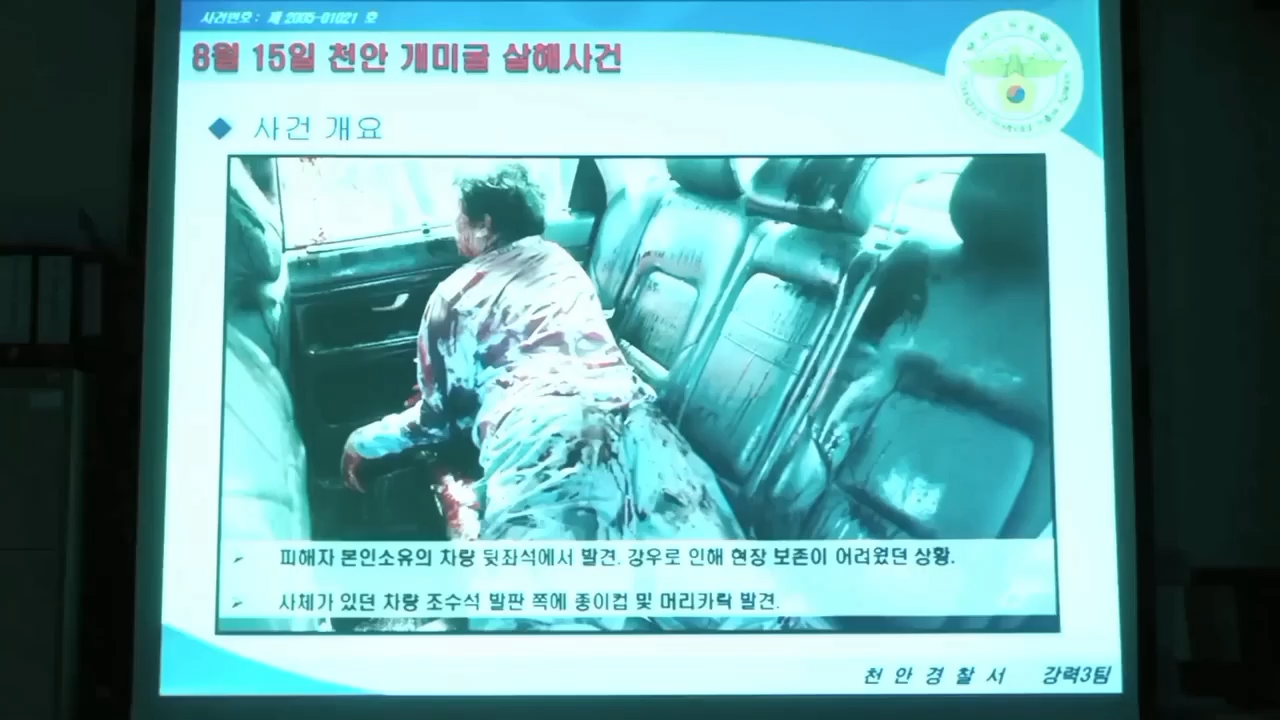 사건번호 : 제 2005-01021 호
8월 15일 천안 개미굴 살해사건
사건 개요
피해자 본인소유의 차량 뒷좌석에서 발견. 강우로 인해 현장 보존이 어려웠던 상황.
사체가 있던 차량 조수석 발판 쪽에 종이컵 및 머리카락 발견.
천 안 경 찰 서 강력3팀